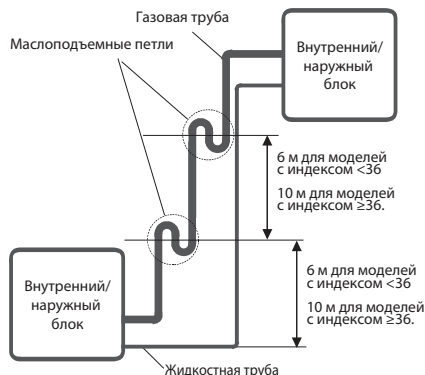 Газовая труба
Маслоподъемные петли
Внутренний/
наружный
блок
6 м для моделей
с индексом <36
10 м для моделей
с индексом ≥36.
Внутренний/
наружный
блок
6 м для моделей
с индексом <36
10 м для моделей
с индексом ≥36.
Жидкостная труба